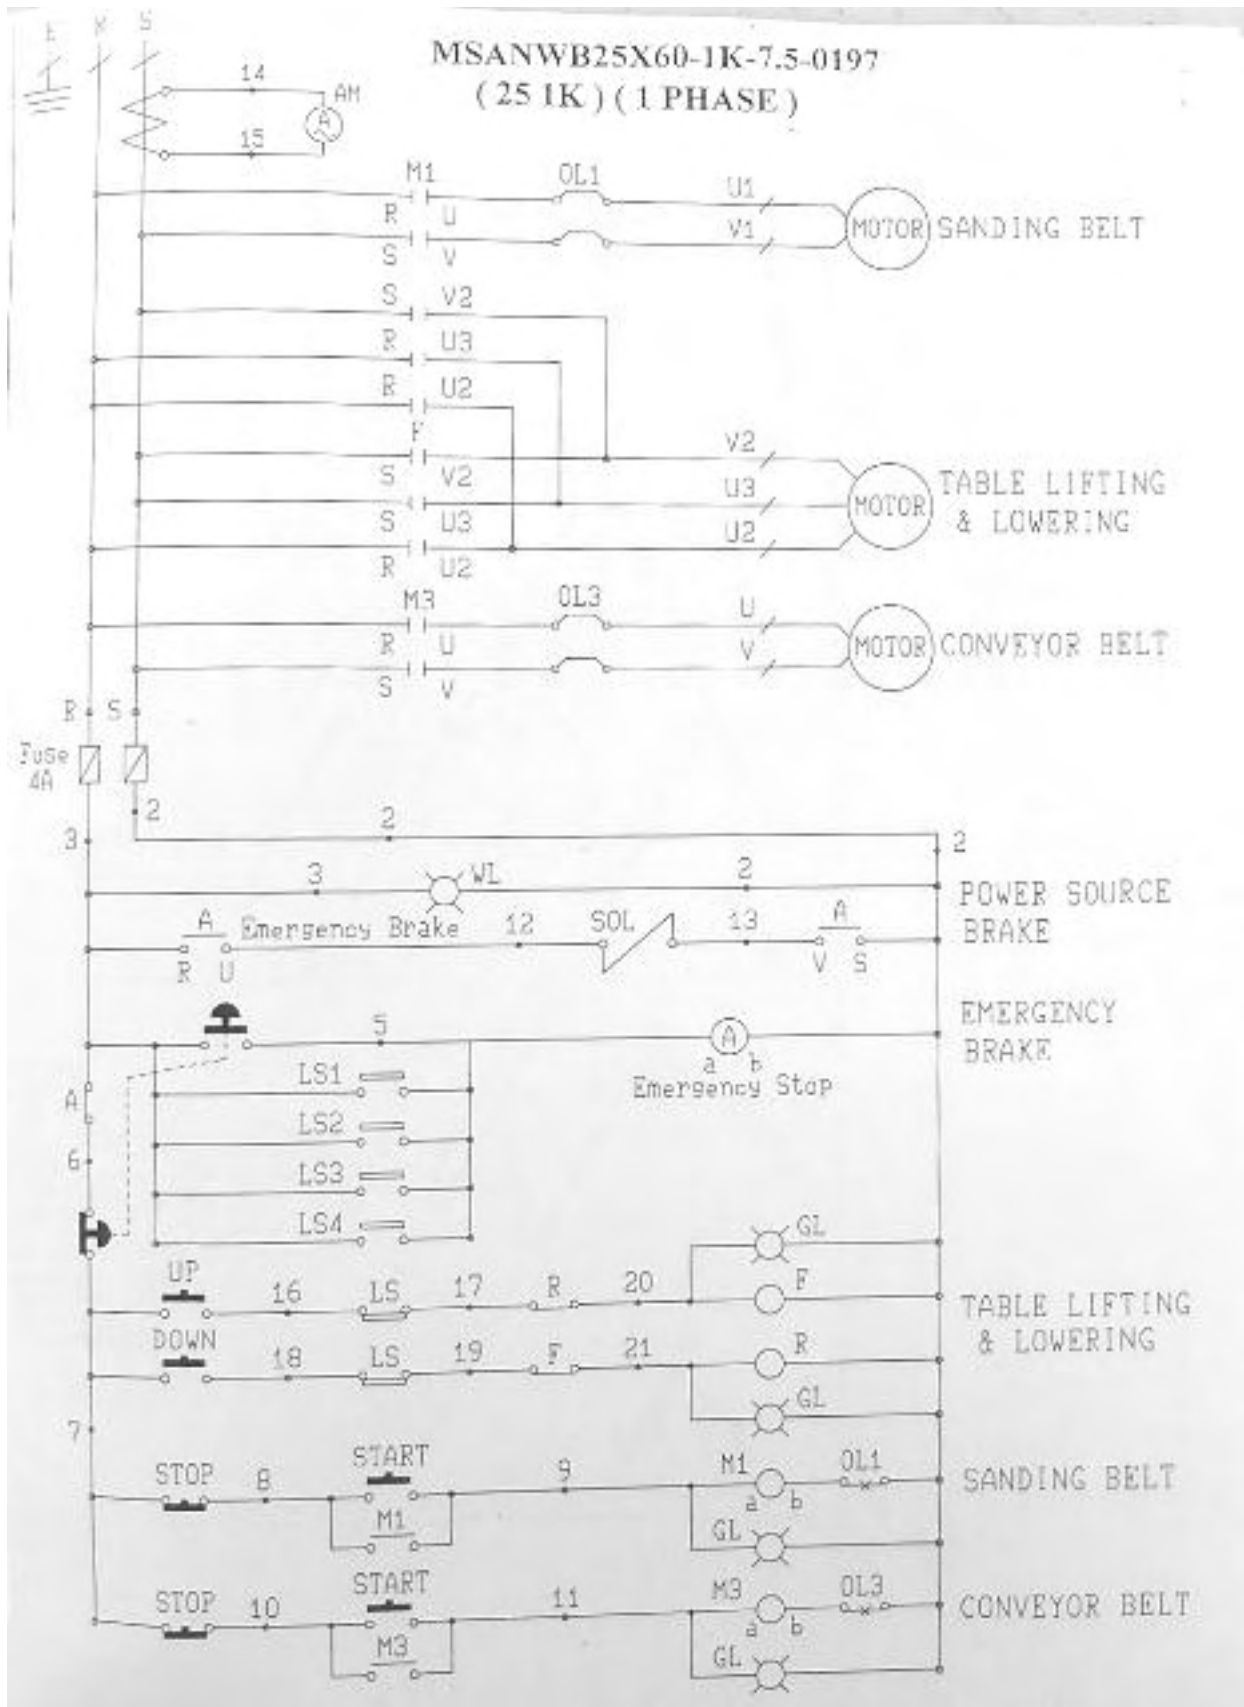 E R S
MSANWB25X60-1K-7.5-0197
(25 1K) (1 PHASE)
14
AM
A
15
M1 OL1 U1
R U
MOTOR SANDING BELT
V1
S V
S V2
R U3
R U2
F
V2
S V2
U3
MOTOR
TABLE LIFTING
& LOWERING
S U3
U2
R U2
M3 OL3 U
R U
MOTOR CONVEYOR BELT
V
S V
R S
Fuse
4A
2
3
2
2
3 WL 2
POWER SOURCE
BRAKE
A Emergency Brake 12 SOL 13 A
R U
V S
EMERGENCY
BRAKE
5
A
a b
Emergency Stop
LS1
A
LS2
6
LS3
LS4
GL
UP
16 LS 17 R 20 F
TABLE LIFTING
& LOWERING
DOWN
18 LS 19 F 21 R
GL
7
START
STOP 8 9 M1 OL1
SANDING BELT
a b
M1
GL
START
STOP 10 11 M3 OL3
CONVEYOR BELT
a b
M3
GL